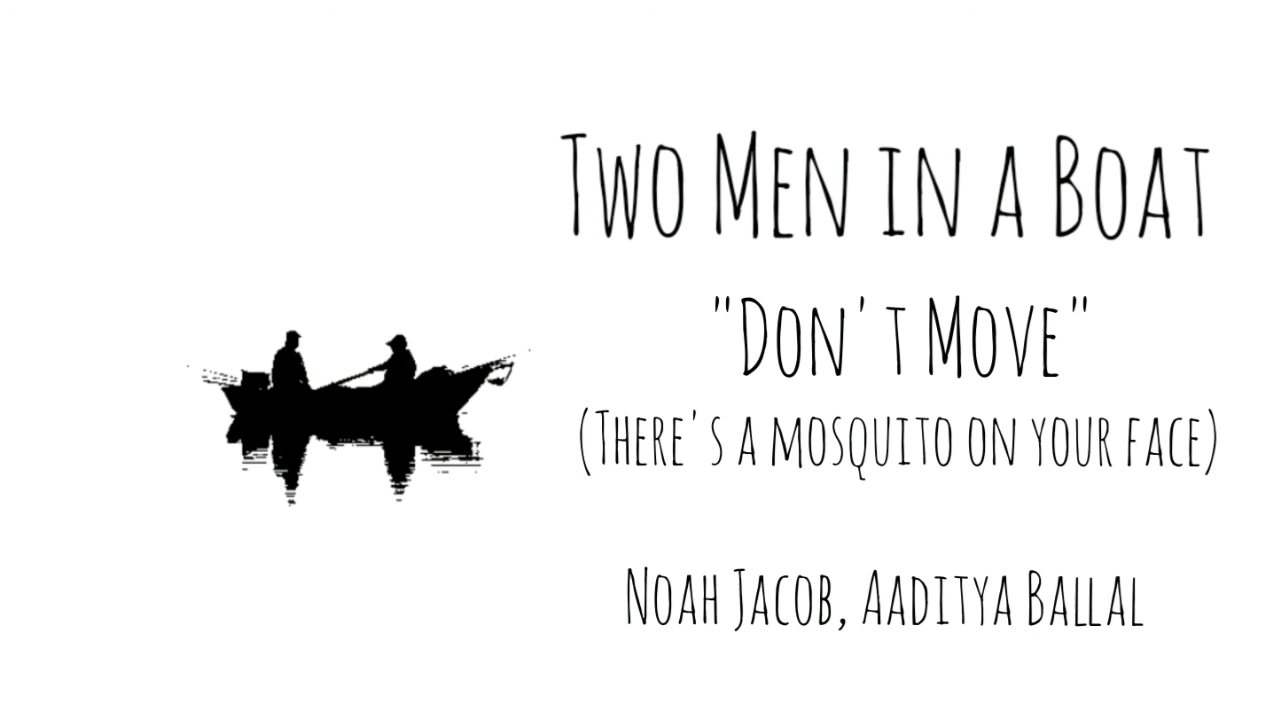 Two Men in a Boat
"Don't Move"
(There's a mosquito on your face)
Noah Jacob, Aaditya Ballal